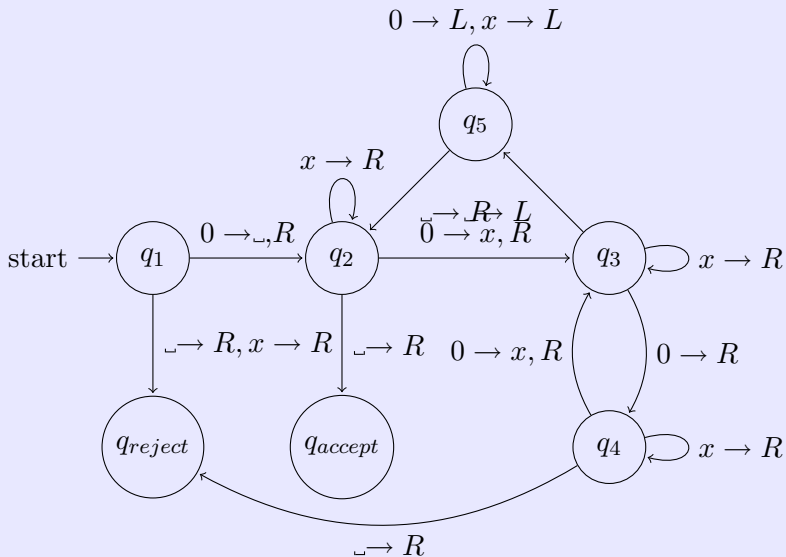 0 → L, x → L
q5
x → R
␣ → R ␣ → L
0 → ␣, R
0 → x, R
start
q1
q2
q3
x → R
␣ → R, x → R
␣ → R
0 → x, R
0 → R
qreject
qaccept
q4
x → R
␣ → R